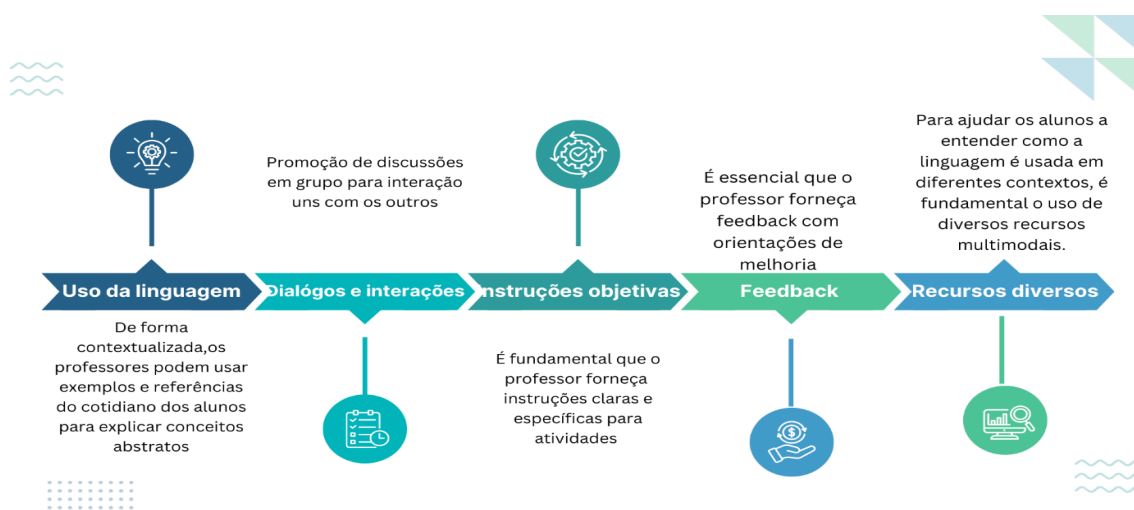 Uso da linguagem
De forma
contextualizada,os
professores podem usar
exemplos e referências
do cotidiano dos alunos
para explicar conceitos
abstratos
Promoção de discussões
em grupo para interação
uns com os outros
Dialógos e interações
nstruções objetivas
É fundamental que o
professor forneça
instruções claras e
específicas para
atividades
É essencial que o
professor forneça
feedback com
orientações de
melhoria
Feedback
Para ajudar os alunos a
entender como a
linguagem é usada em
diferentes contextos, é
fundamental o uso de
diversos recursos
multimodais.
Recursos diversos
$